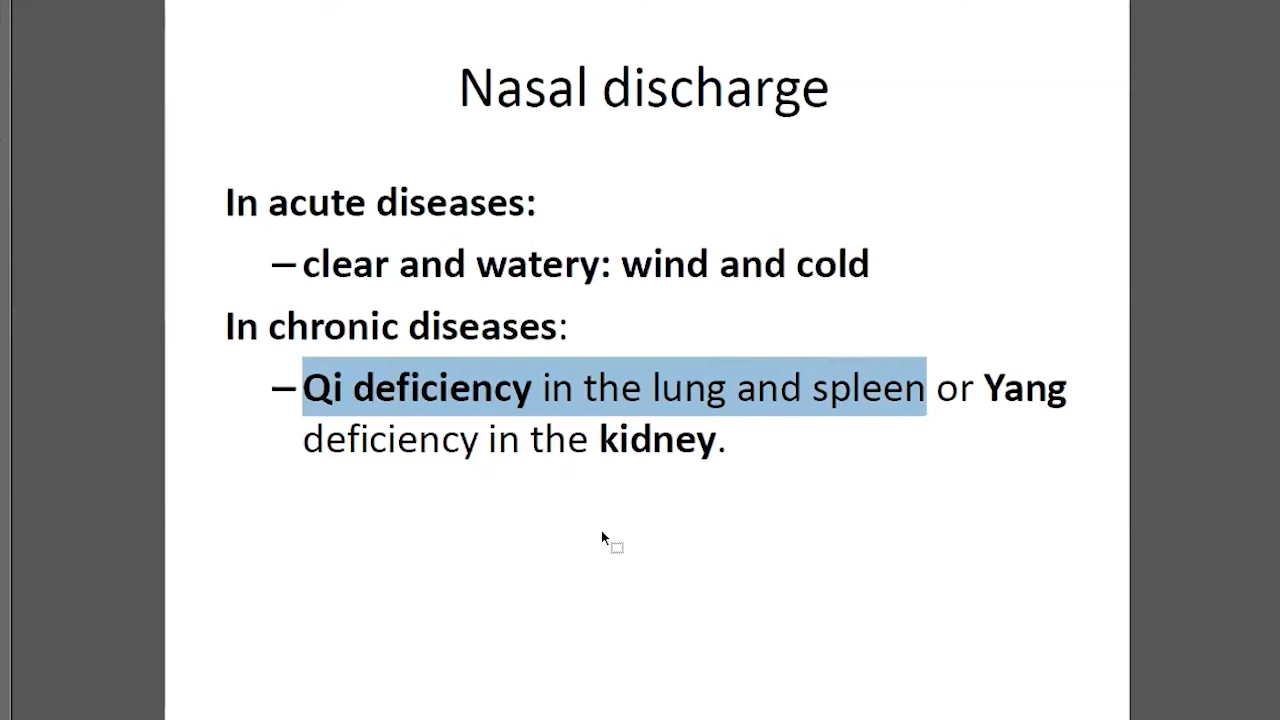 Nasal discharge
In acute diseases:
–clear and watery: wind and cold
In chronic diseases:
–Qi deficiency in the lung and spleen or Yang
deficiency in the kidney.